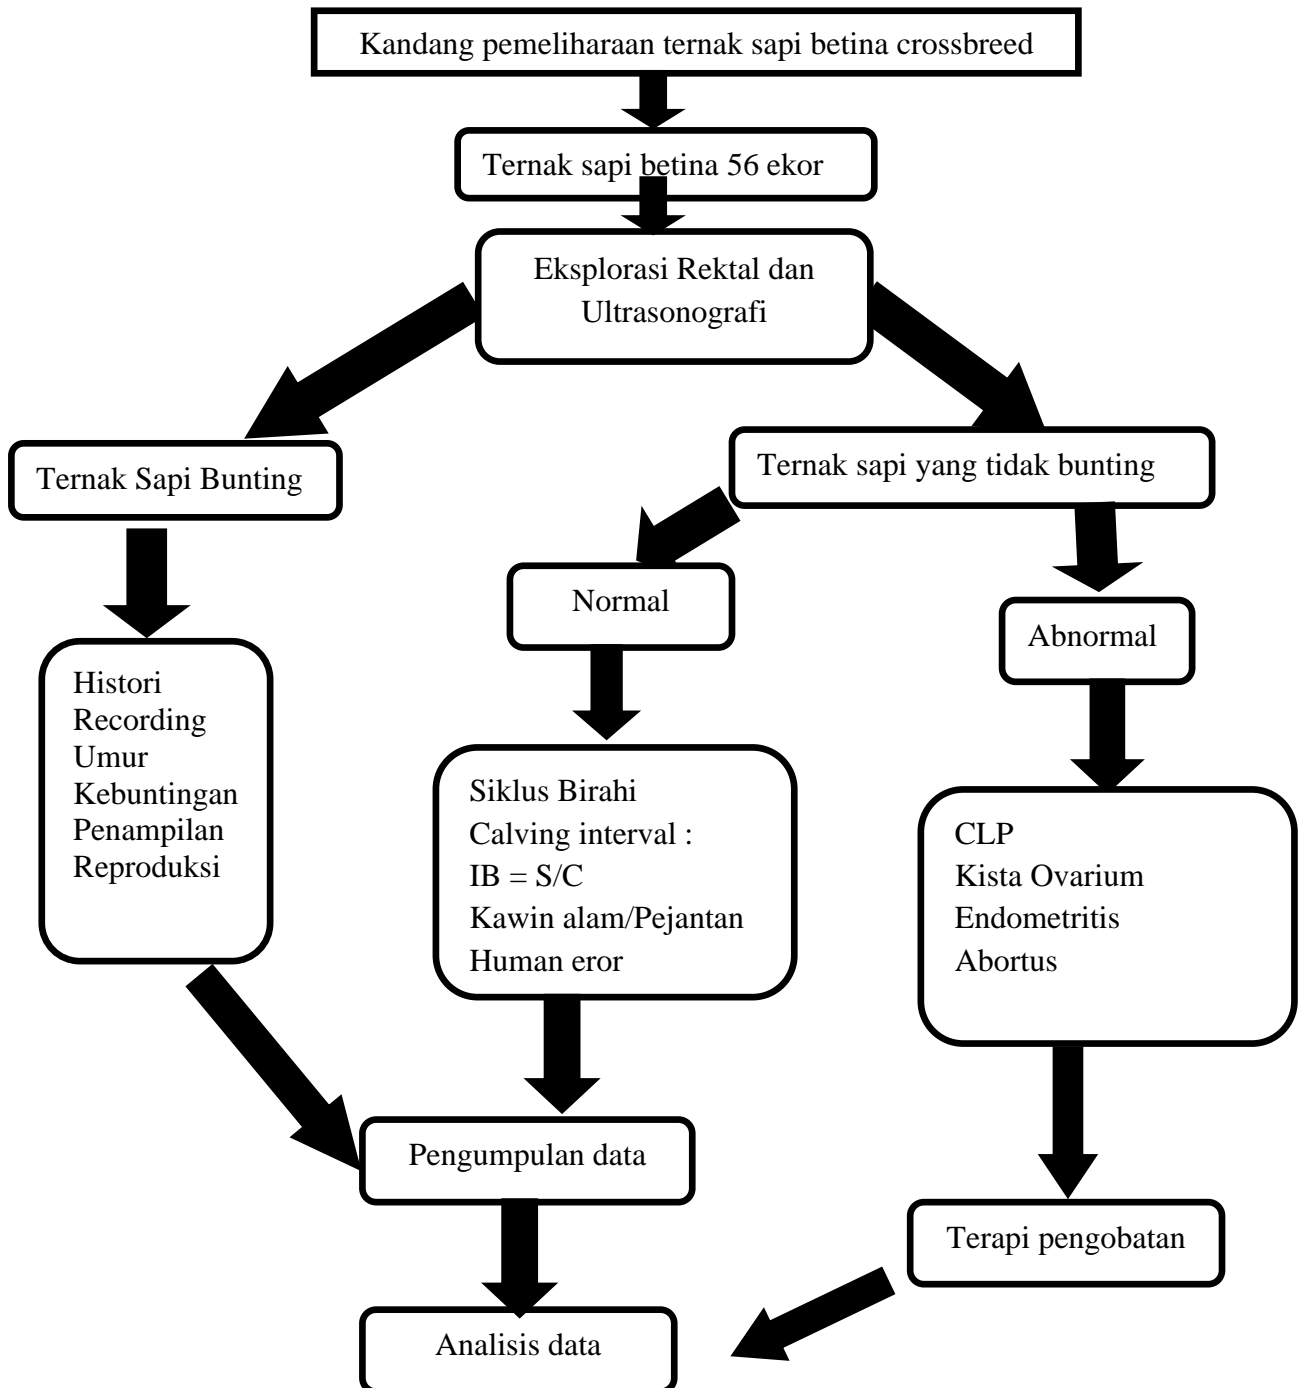 Kandang pemeliharaan ternak sapi betina crossbreed
Ternak sapi betina 56 ekor
Eksplorasi Rektal dan
Ultrasonografi
Ternak Sapi Bunting
Ternak sapi yang tidak bunting
Normal
Abnormal
Histori
Recording
Umur
Kebuntingan
Penampilan
Reproduksi
Siklus Birahi
Calving interval :
IB = S/C
Kawin alam/Pejantan
Human eror
CLP
Kista Ovarium
Endometritis
Abortus
Pengumpulan data
Terapi pengobatan
Analisis data